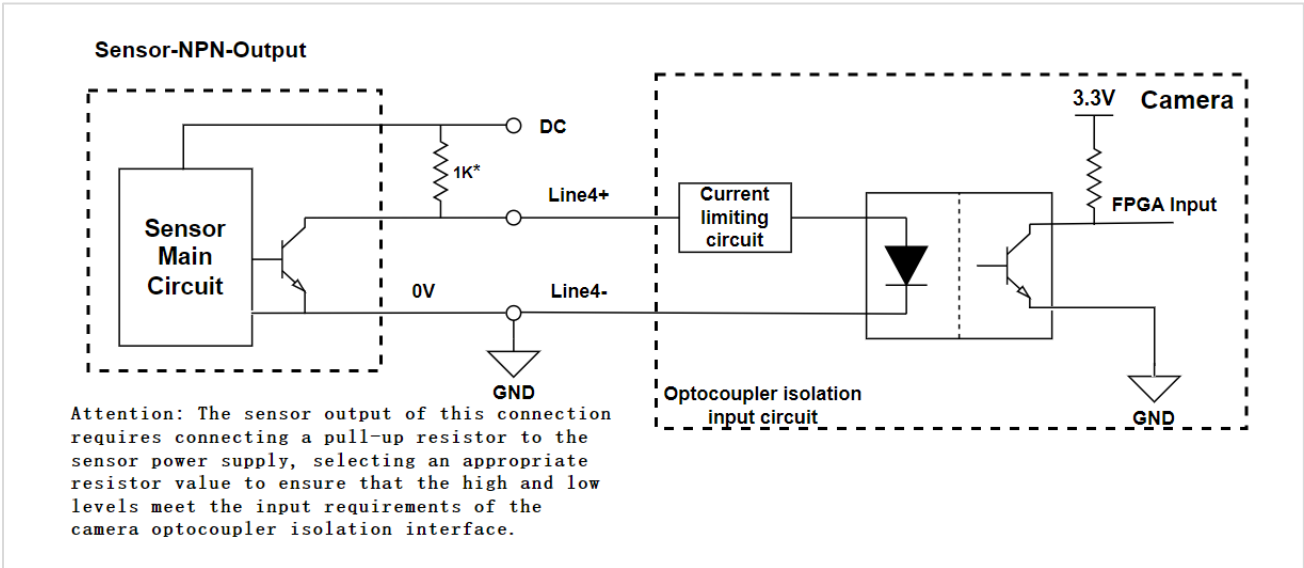 Sensor-NPN-Output
3.3V
Camera
DC
1K*
Line4+
Current
limiting
circuit
FPGA Input
Sensor
Main
Circuit
0V
Line4-
GND
Optocoupler isolation
input circuit
GND
Attention: The sensor output of this connection
requires connecting a pull-up resistor to the
sensor power supply, selecting an appropriate
resistor value to ensure that the high and low
levels meet the input requirements of the
camera optocoupler isolation interface.